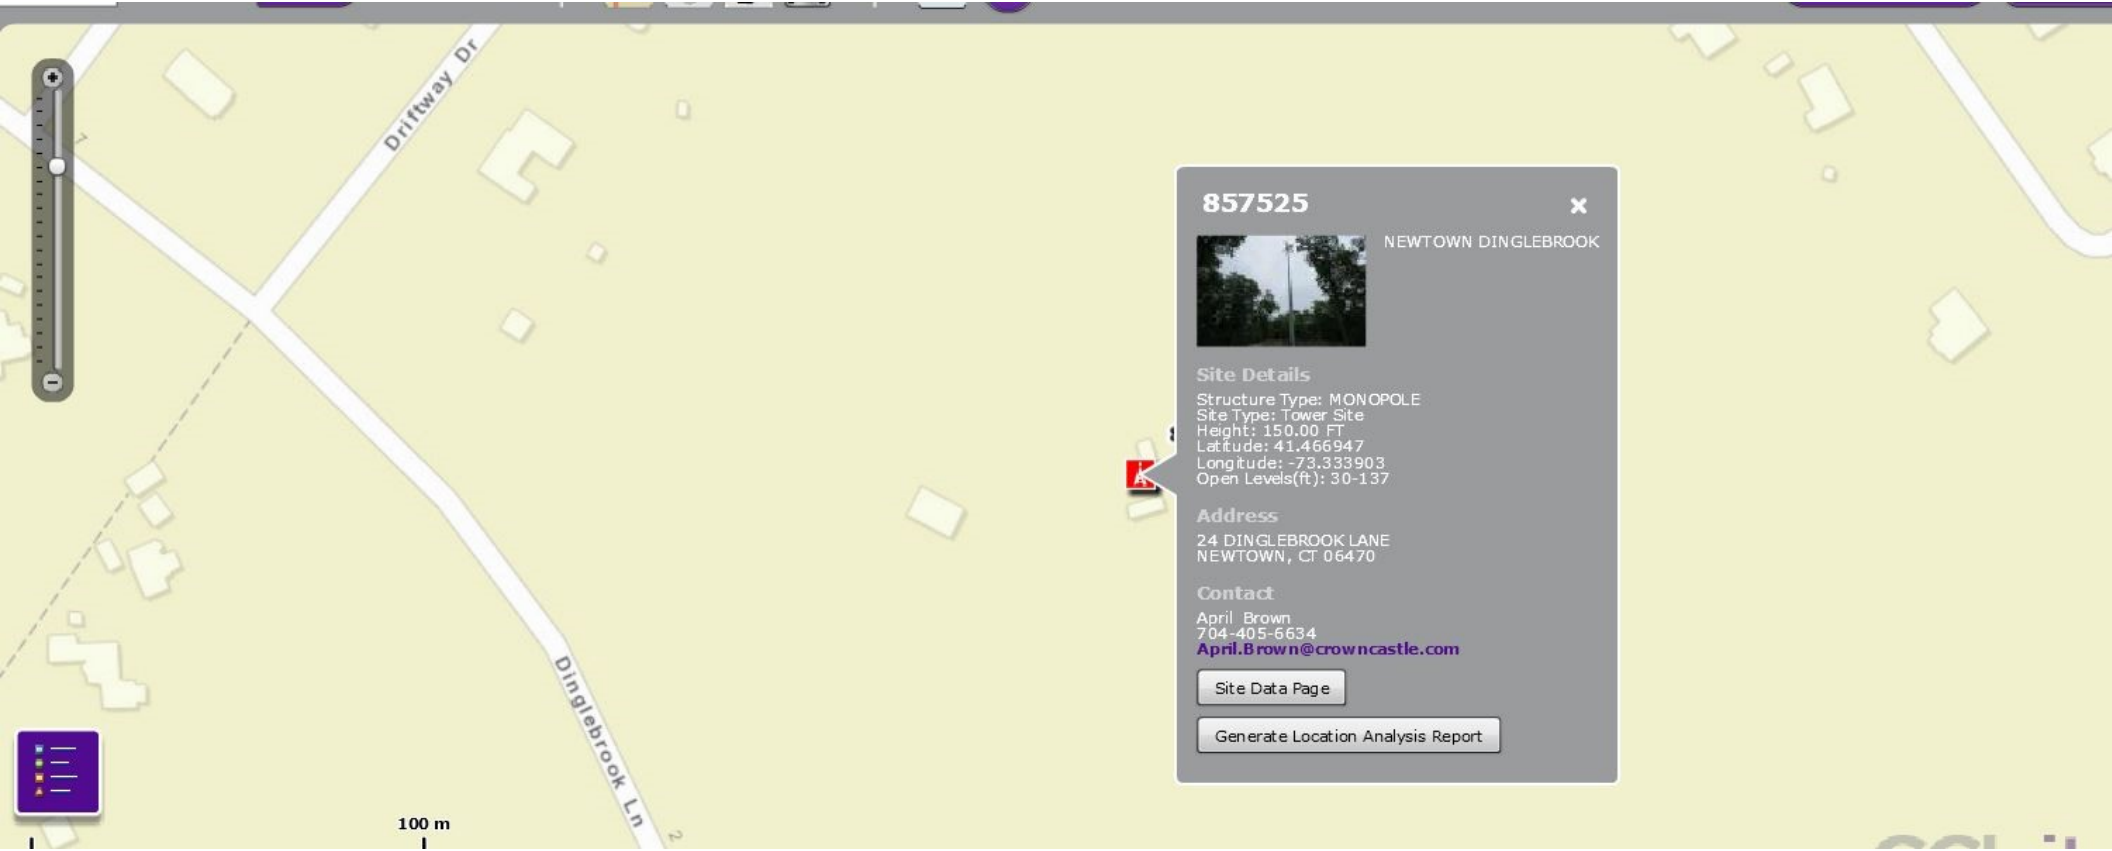 Driftway Dr
857525
NEWTOWN DINGLEBROOK
Site Details
Structure Type: MONOPOLE
Site Type: Tower Site
Height: 150.00 FT
Latitude: 41.466947
Longitude: -73.333903
Open Levels(ft): 30-137
Address
24 DINGLEBROOK LANE
NEWTOWN, CT 06470
Contact
April Brown
704-405-6634
April.Brown@crowncastle.com
Site Data Page
Generate Location Analysis Report
Dinglebrook Ln
2
100 m